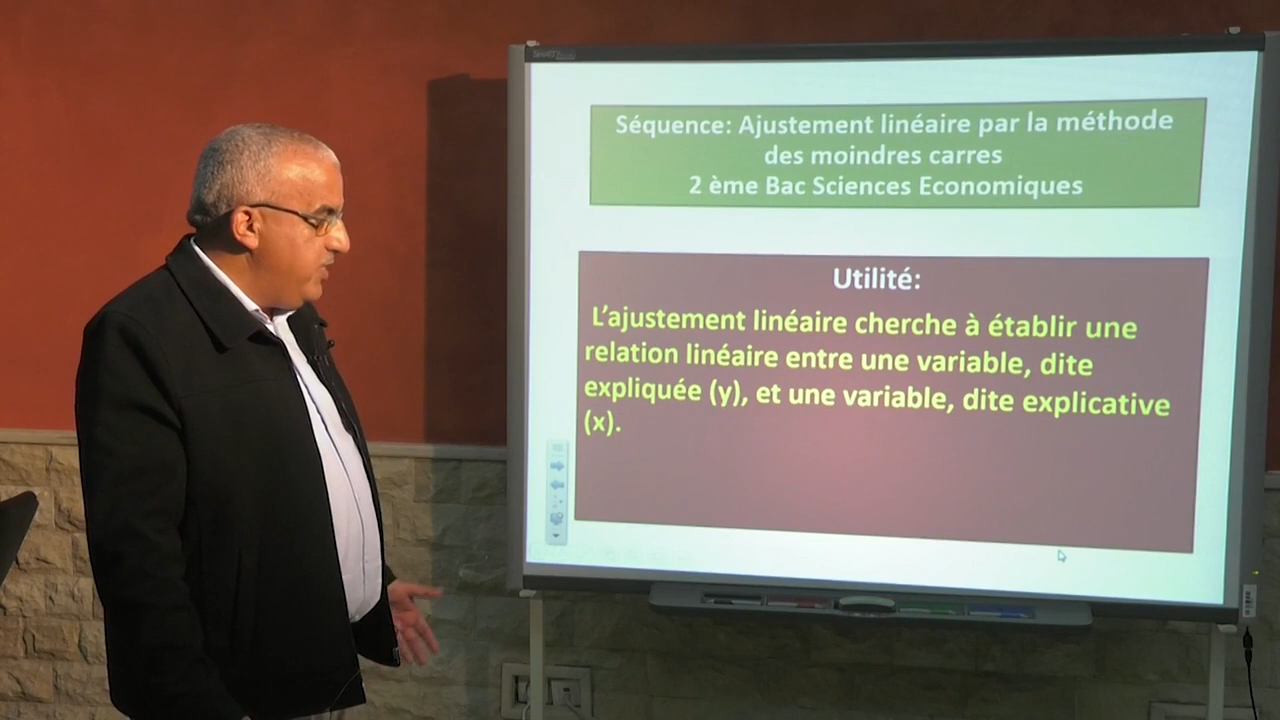 Séquence: Ajustement linéaire par la méthode
des moindres carres
2 ème Bac Sciences Economiques
Utilité:
L’ajustement linéaire cherche à établir une
relation linéaire entre une variable, dite
expliquée (y), et une variable, dite explicative
(x).